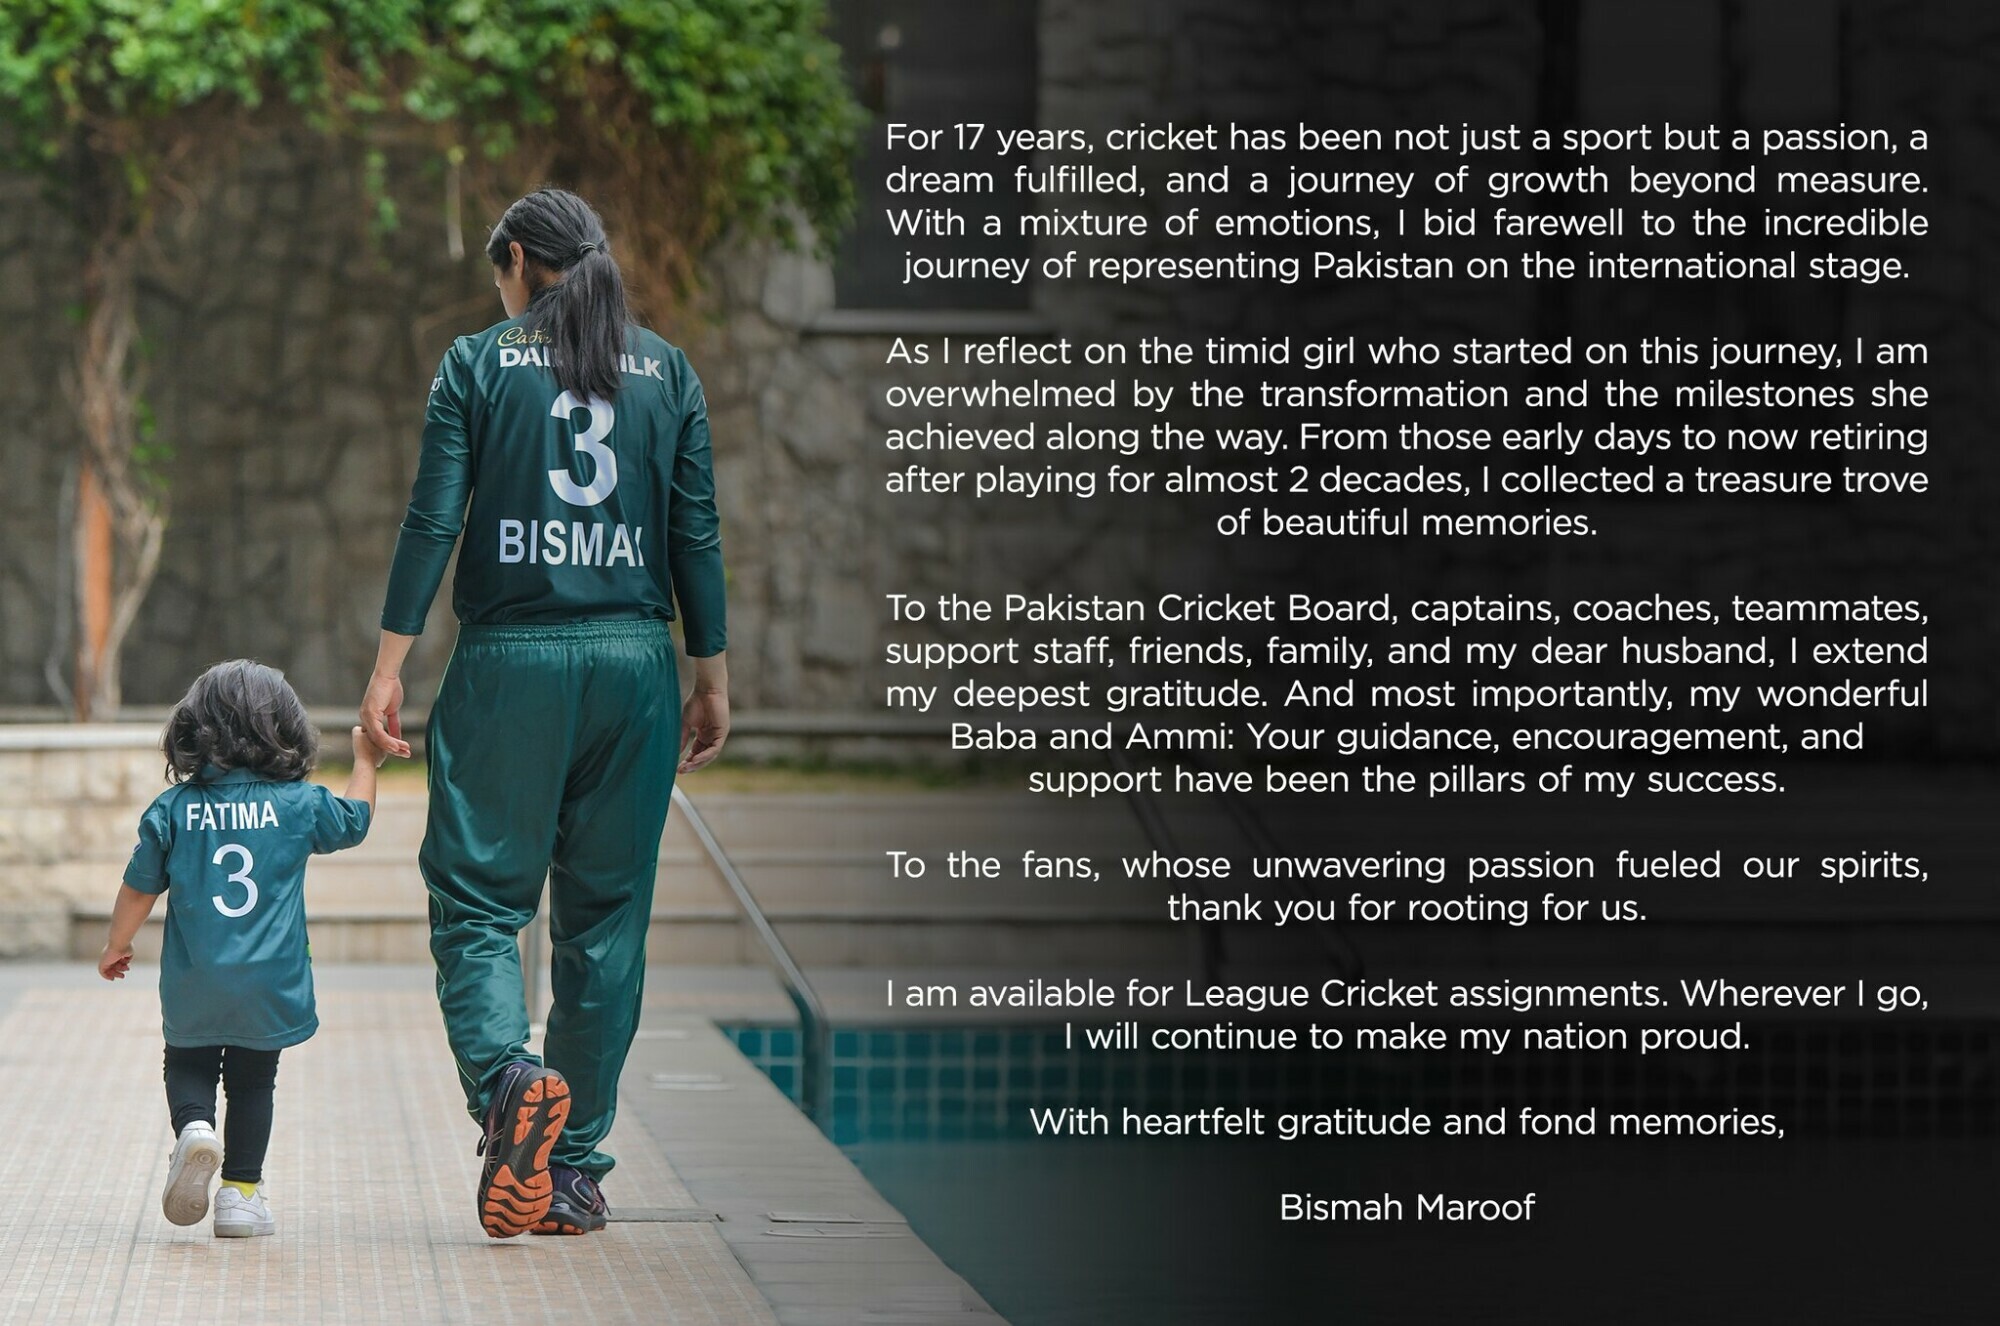 For 17 years, cricket has been not just a sport but a passion, a
dream fulfilled, and a journey of growth beyond measure.
With a mixture of emotions, I bid farewell to the incredible
journey of representing Pakistan on the international stage.
As I reflect on the timid girl who started on this journey, I am
overwhelmed by the transformation and the milestones she
achieved along the way. From those early days to now retiring
after playing for almost 2 decades, I collected a treasure trove
of beautiful memories.
To the Pakistan Cricket Board, captains, coaches, teammates,
support staff, friends, family, and my dear husband, I extend
my deepest gratitude. And most importantly, my wonderful
Baba and Ammi: Your guidance, encouragement, and
support have been the pillars of my success.
To the fans, whose unwavering passion fueled our spirits,
thank you for rooting for us.
I am available for League Cricket assignments. Wherever I go,
I will continue to make my nation proud.
With heartfelt gratitude and fond memories,
Bismah Maroof
3
BISMAH
FATIMA
3